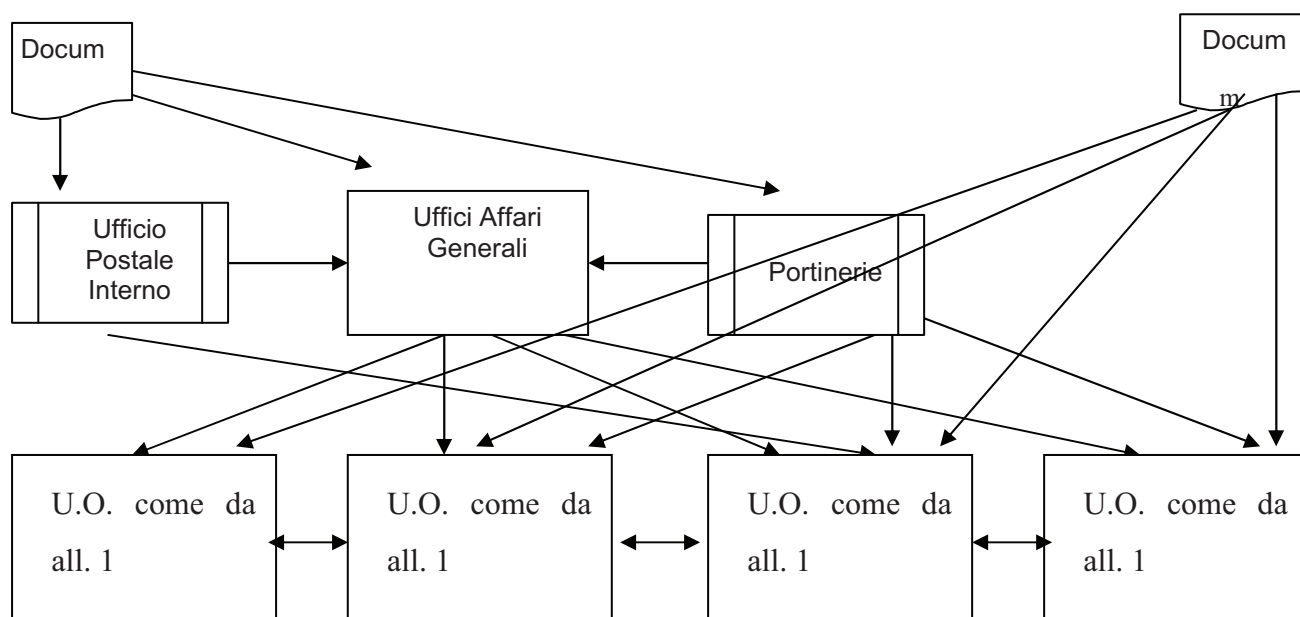 Docum
Docum
m
Ufficio
Postale
Interno
Uffici Affari
Generali
Portinerie
U.O. come da
all. 1
U.O. come da
all. 1
U.O. come da
all. 1
U.O. come da
all. 1